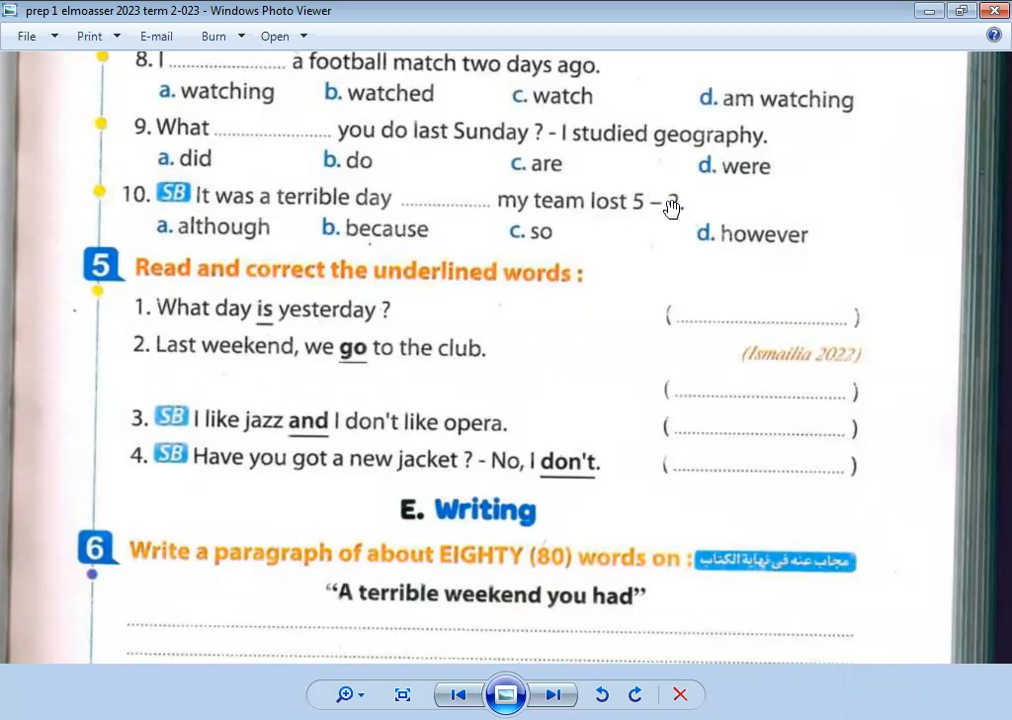 prep 1 elmoasser 2023 term 2-023 - Windows Photo Viewer
File Print E-mail Burn Open
8. I .................... a football match two days ago.
a. watching b. watched c. watch d. am watching
9. What .................... you do last Sunday ? - I studied geography.
a. did b. do c. are d. were
10. SB It was a terrible day ............... my team lost 5 –
a. although b. because c. so d. however
5 Read and correct the underlined words :
1. What day is yesterday ? (..............................)
2. Last weekend, we go to the club. (Ismailia 2022)
(..............................)
3. SB I like jazz and I don't like opera. (..............................)
4. SB Have you got a new jacket ? - No, I don't. (..............................)
E. Writing
6 Write a paragraph of about EIGHTY (80) words on : مجاب عنه فى نهاية الكتاب
“A terrible weekend you had”